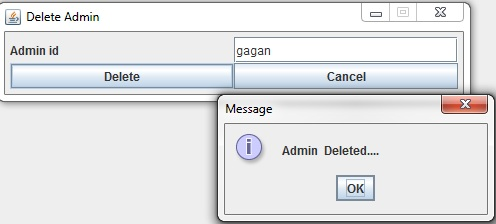 Delete Admin
Admin id gagan
Delete Cancel
Message
Admin Deleted....
OK